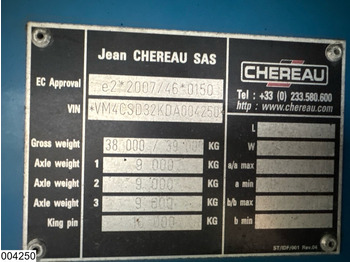 Jean CHEREAU SAS
CHEREAU
EC Approval e2*2007/46*0150
Tel : +33 (0) 233.580.600
http : www.chereau.com
VIN *VM4CSD32KDA004250*
Gross weight 38 000 / 39 000 KG
Axle weight 1 9 000 KG
Axle weight 2 9 000 KG
Axle weight 3 9 000 KG
King pin 000 KG
L
W
a/a max
a min
b/b max
b min
004250